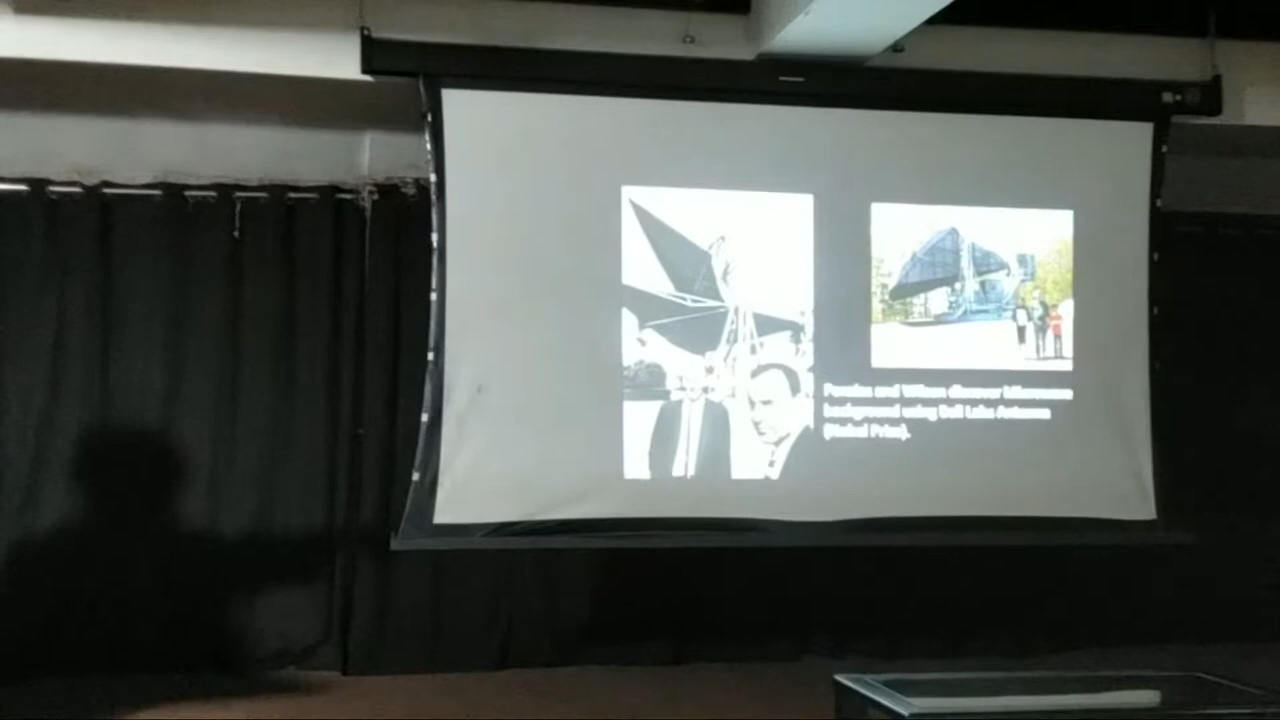 Penzias and Wilson discover Microwave
background using Bell Labs Antenna
(Nobel Prize).